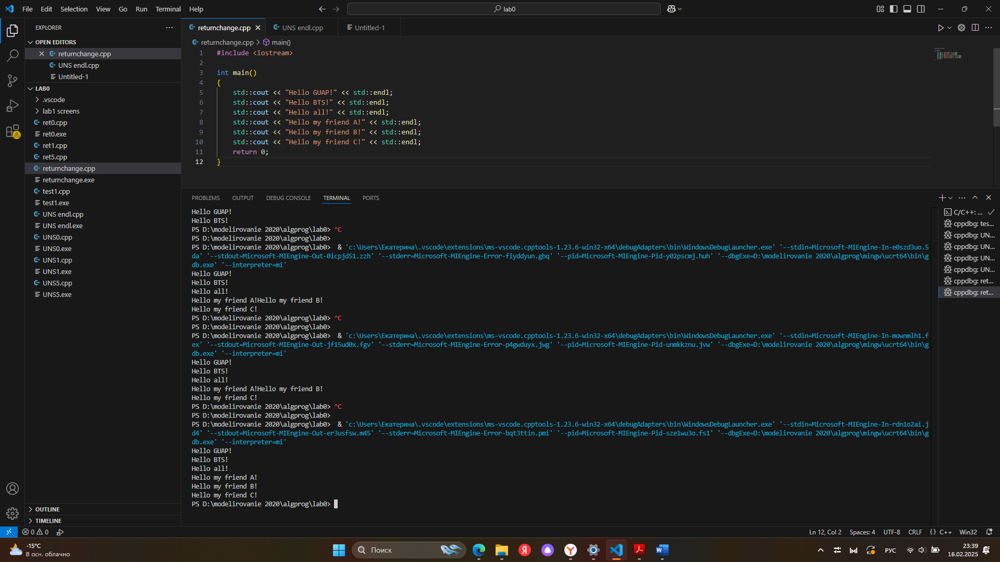 File Edit Selection View Go Run Terminal Help
lab0
EXPLORER
OPEN EDITORS
returnchange.cpp
UNS endl.cpp
Untitled-1
LAB0
.vscode
lab1 screens
ret0.cpp
ret0.exe
ret1.cpp
ret5.cpp
returnchange.cpp
returnchange.exe
test1.cpp
test1.exe
UNS endl.cpp
UNS endl.exe
UNS0.cpp
UNS0.exe
UNS1.cpp
UNS1.exe
UNS5.cpp
UNS5.exe
OUTLINE
TIMELINE
returnchange.cpp UNS endl.cpp Untitled-1
returnchange.cpp > main()
1 #include <iostream>
2
3 int main()
4 {
5 std::cout << "Hello GUAP!" << std::endl;
6 std::cout << "Hello BTS!" << std::endl;
7 std::cout << "Hello all!" << std::endl;
8 std::cout << "Hello my friend A!" << std::endl;
9 std::cout << "Hello my friend B!" << std::endl;
10 std::cout << "Hello my friend C!" << std::endl;
11 return 0;
12 }
PROBLEMS OUTPUT DEBUG CONSOLE TERMINAL PORTS
Hello GUAP!
Hello BTS!
PS D:\modelirovanie 2020\algprog\lab0> ^C
PS D:\modelirovanie 2020\algprog\lab0>
PS D:\modelirovanie 2020\algprog\lab0> & 'c:\Users\Екатерина\.vscode\extensions\ms-vscode.cpptools-1.23.6-win32-x64\debugAdapters\bin\WindowsDebugLauncher.exe' '--stdin=Microsoft-MIEngine-In-e0szd3uo.5
da' '--stdout=Microsoft-MIEngine-Out-0icpjd51.zzh' '--stderr=Microsoft-MIEngine-Error-fiyddyun.gbq' '--pid=Microsoft-MIEngine-Pid-y02pscmj.huh' '--dbgExe=D:\modelirovanie 2020\algprog\mingw\ucrt64\bin\g
db.exe' '--interpreter=mi'
Hello GUAP!
Hello BTS!
Hello all!
Hello my friend A!Hello my friend B!
Hello my friend C!
PS D:\modelirovanie 2020\algprog\lab0> ^C
PS D:\modelirovanie 2020\algprog\lab0>
PS D:\modelirovanie 2020\algprog\lab0> & 'c:\Users\Екатерина\.vscode\extensions\ms-vscode.cpptools-1.23.6-win32-x64\debugAdapters\bin\WindowsDebugLauncher.exe' '--stdin=Microsoft-MIEngine-In-mownmlh1.f
ex' '--stdout=Microsoft-MIEngine-Out-jf15ud0x.fgv' '--stderr=Microsoft-MIEngine-Error-p4gwduyx.jwg' '--pid=Microsoft-MIEngine-Pid-unmkkznu.jvw' '--dbgExe=D:\modelirovanie 2020\algprog\mingw\ucrt64\bin\g
db.exe' '--interpreter=mi'
Hello GUAP!
Hello BTS!
Hello all!
Hello my friend A!Hello my friend B!
Hello my friend C!
PS D:\modelirovanie 2020\algprog\lab0> ^C
PS D:\modelirovanie 2020\algprog\lab0>
PS D:\modelirovanie 2020\algprog\lab0> & 'c:\Users\Екатерина\.vscode\extensions\ms-vscode.cpptools-1.23.6-win32-x64\debugAdapters\bin\WindowsDebugLauncher.exe' '--stdin=Microsoft-MIEngine-In-rdn1o2ai.j
d4' '--stdout=Microsoft-MIEngine-Out-er3usfsw.m45' '--stderr=Microsoft-MIEngine-Error-bqt3ttin.pmi' '--pid=Microsoft-MIEngine-Pid-sze1wu3o.fs1' '--dbgExe=D:\modelirovanie 2020\algprog\mingw\ucrt64\bin\g
db.exe' '--interpreter=mi'
Hello GUAP!
Hello BTS!
Hello all!
Hello my friend A!
Hello my friend B!
Hello my friend C!
PS D:\modelirovanie 2020\algprog\lab0>
C/C++: ...
cppdbg: tes...
cppdbg: UN...
cppdbg: UN...
cppdbg: UN...
cppdbg: UN...
cppdbg: ret...
cppdbg: ret...
0 0 Ln 12, Col 2 Spaces: 4 UTF-8 CRLF {} C++ Win32
-15°C
В осн. облачно
Поиск
РУС
23:39
16.02.2025